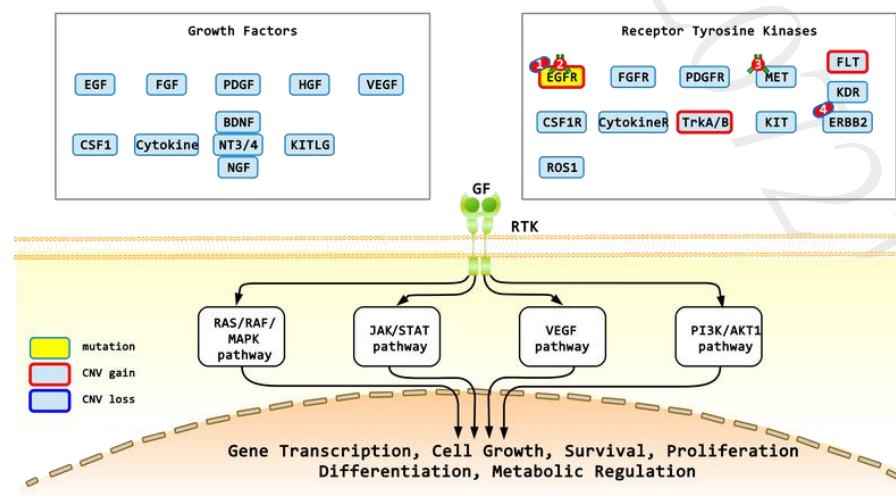 Growth Factors
EGF FGF PDGF HGF VEGF
BDNF
CSF1 Cytokine NT3/4 KITLG
NGF
Receptor Tyrosine Kinases
1 2 3
EGFR FGFR PDGFR MET FLT
KDR
4
CSF1R CytokineR TrkA/B KIT ERBB2
ROS1
GF
RTK
RAS/RAF/
MAPK
pathway
JAK/STAT
pathway
VEGF
pathway
PI3K/AKT1
pathway
mutation
CNV gain
CNV loss
Gene Transcription, Cell Growth, Survival, Proliferation
Differentiation, Metabolic Regulation